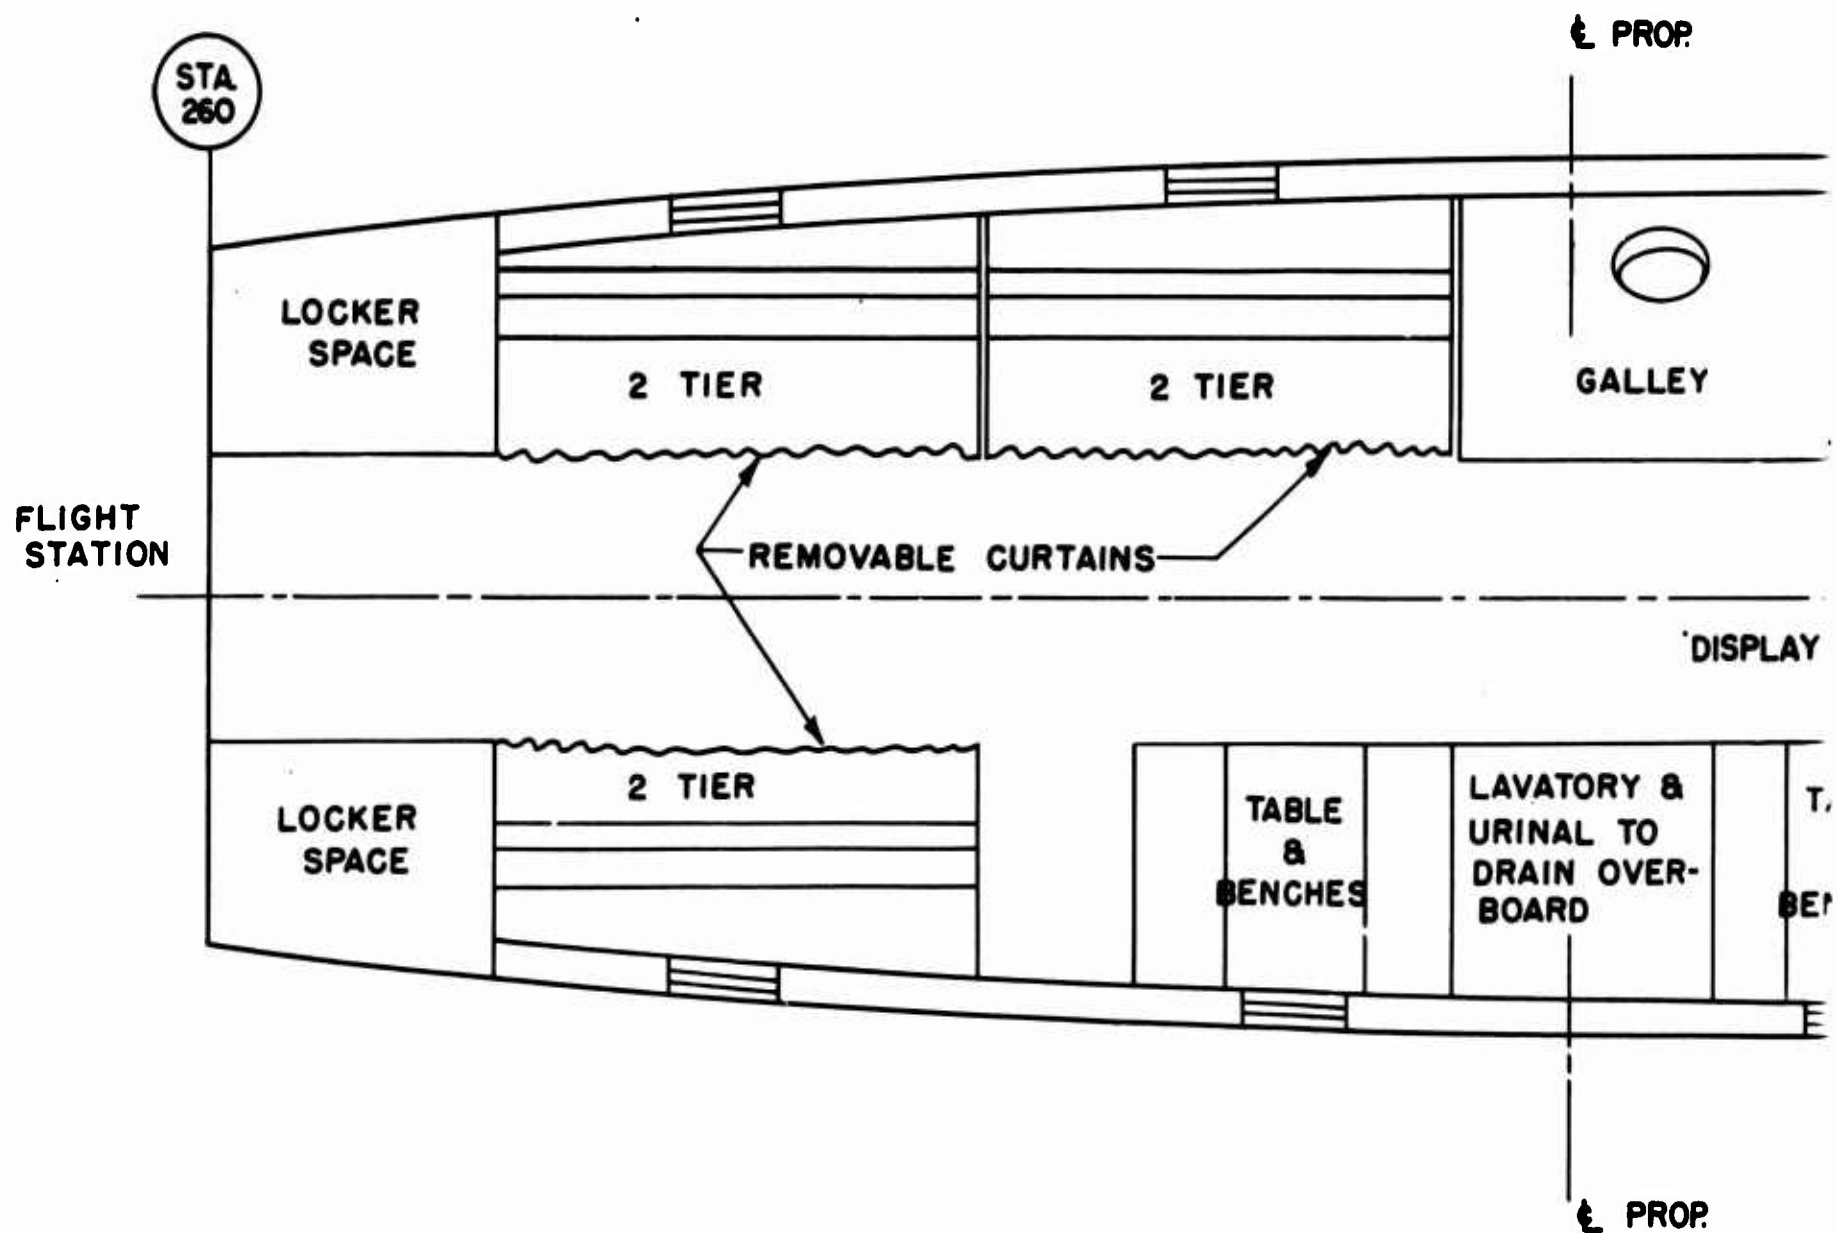 ℄ PROP.
STA.
260
LOCKER
SPACE
2 TIER
2 TIER
GALLEY
FLIGHT
STATION
REMOVABLE CURTAINS
DISPLAY
LOCKER
SPACE
2 TIER
TABLE
&
BENCHES
LAVATORY &
URINAL TO
DRAIN OVER-
BOARD
℄ PROP.